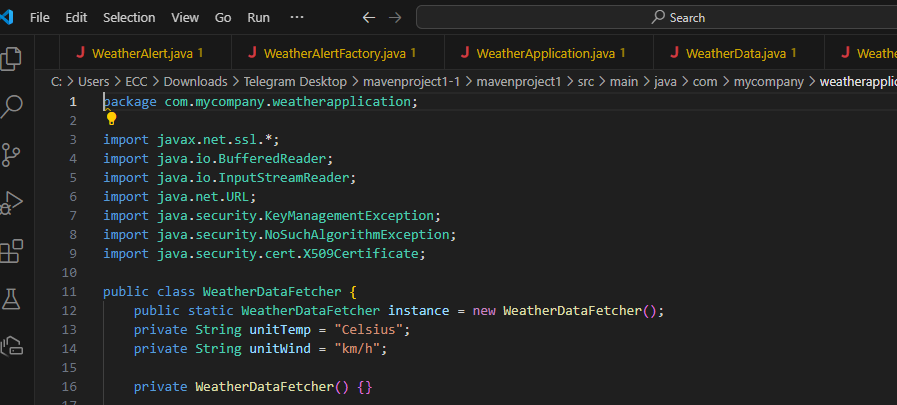 File Edit Selection View Go Run ··· ← → Search
J WeatherAlert.java 1 J WeatherAlertFactory.java 1 J WeatherApplication.java 1 J WeatherData.java 1 J Weathe
C: > Users > ECC > Downloads > Telegram Desktop > mavenproject1-1 > mavenproject1 > src > main > java > com > mycompany > weatherapplic
1 package com.mycompany.weatherapplication;
2
3 import javax.net.ssl.*;
4 import java.io.BufferedReader;
5 import java.io.InputStreamReader;
6 import java.net.URL;
7 import java.security.KeyManagementException;
8 import java.security.NoSuchAlgorithmException;
9 import java.security.cert.X509Certificate;
10
11 public class WeatherDataFetcher {
12 public static WeatherDataFetcher instance = new WeatherDataFetcher();
13 private String unitTemp = "Celsius";
14 private String unitWind = "km/h";
15
16 private WeatherDataFetcher() {}